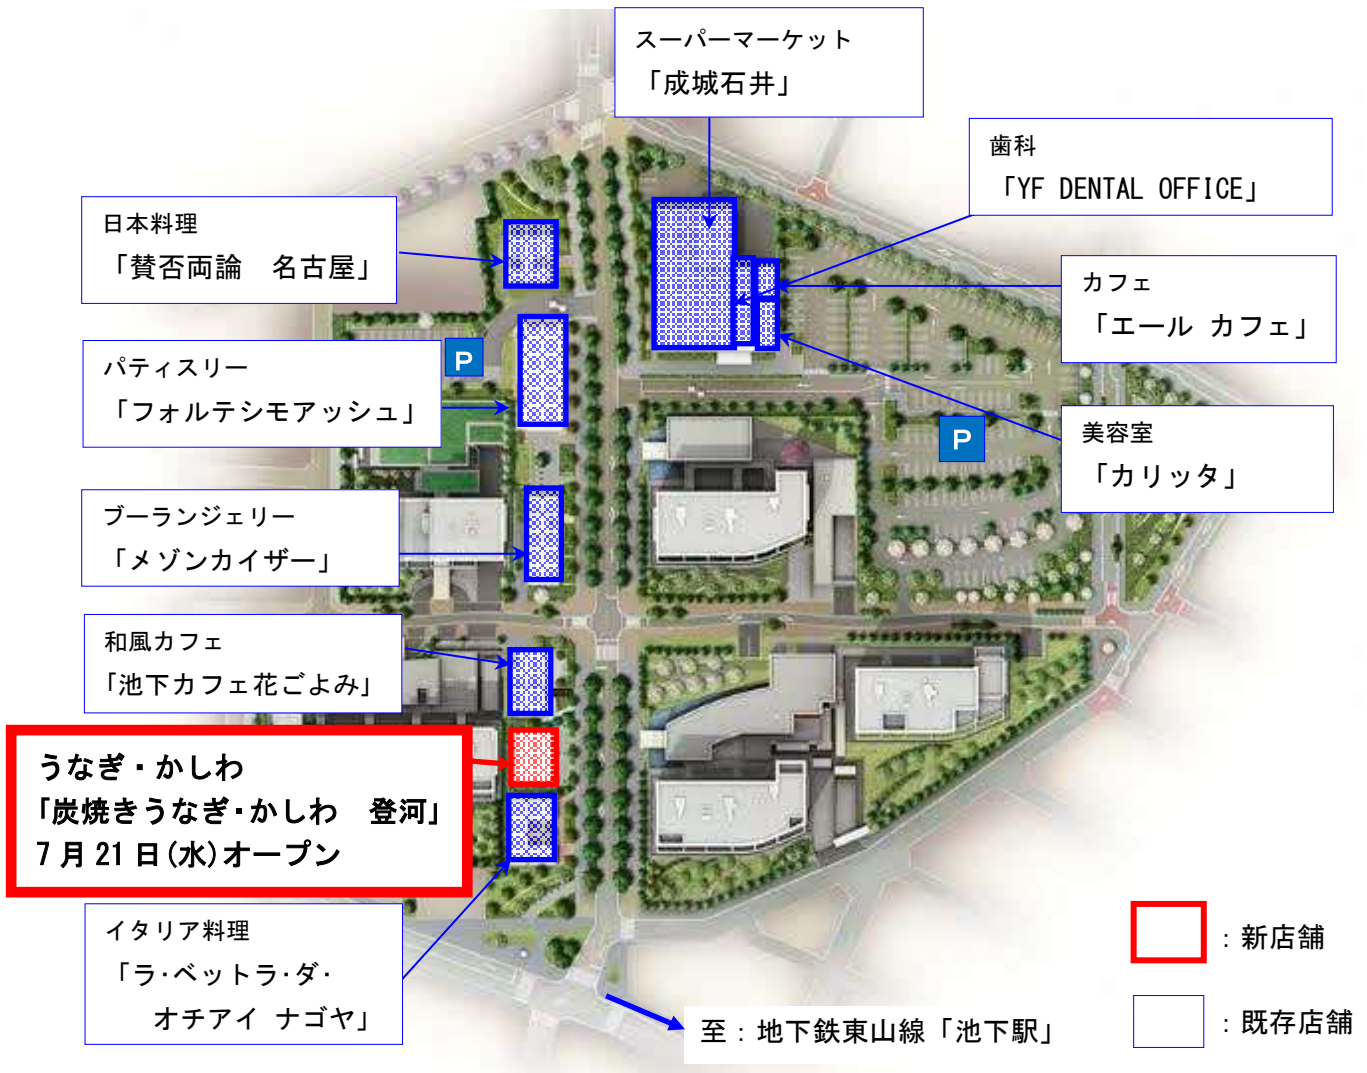 スーパーマーケット
「成城石井」
歯科
「YF DENTAL OFFICE」
日本料理
「賛否両論　名古屋」
カフェ
「エール カフェ」
パティスリー
「フォルテシモアッシュ」
P
P
美容室
「カリッタ」
ブーランジェリー
「メゾンカイザー」
和風カフェ
「池下カフェ花ごよみ」
うなぎ・かしわ
「炭焼きうなぎ・かしわ　登河」
7月21日(水)オープン
イタリア料理
「ラ・ベットラ・ダ・
オチアイ ナゴヤ」
：新店舗
：既存店舗
至：地下鉄東山線「池下駅」